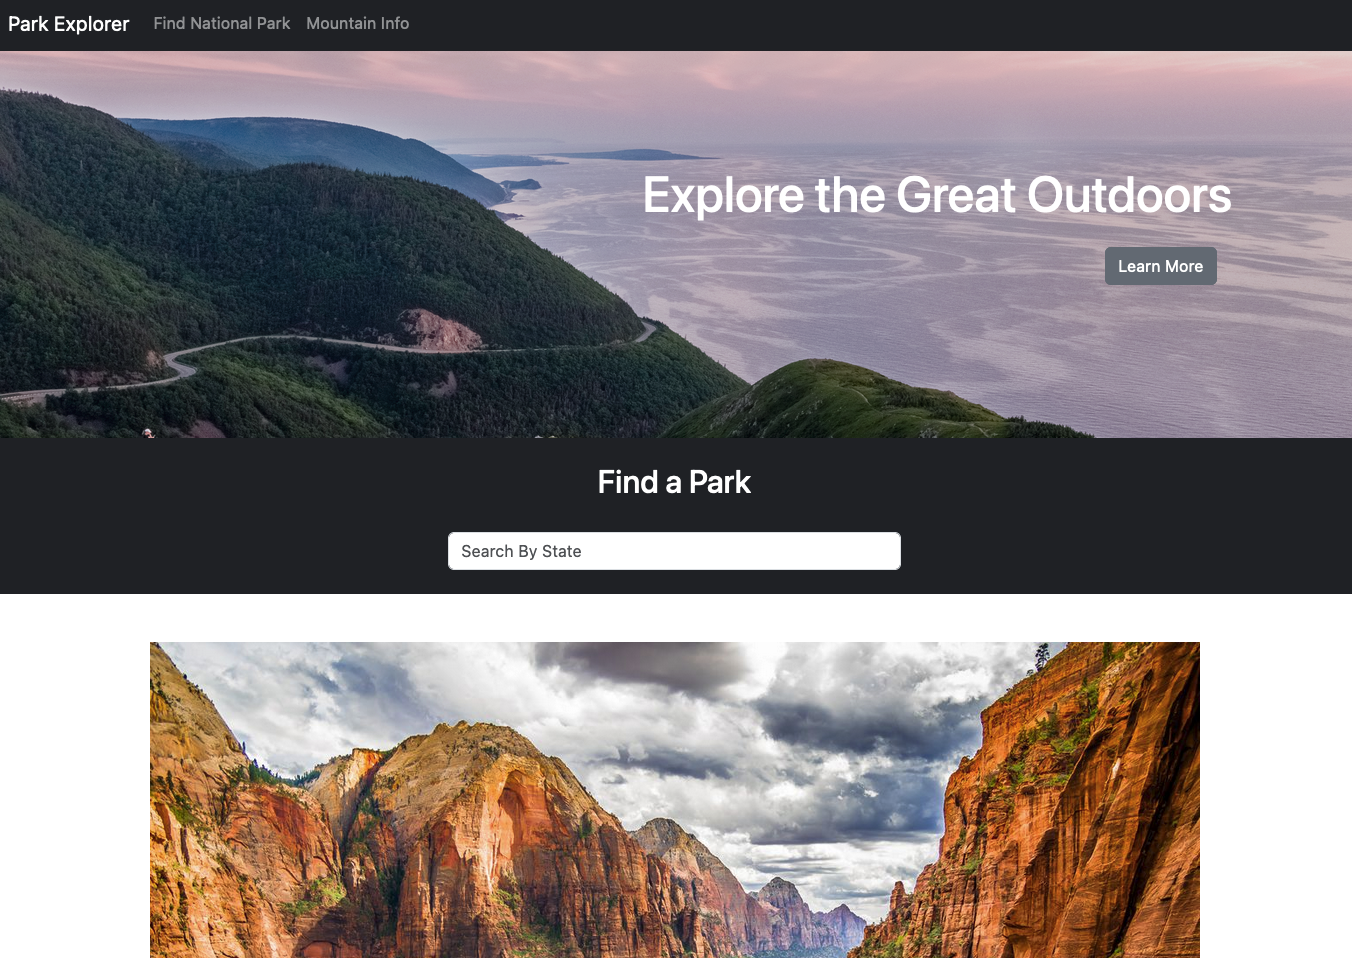 Park Explorer Find National Park Mountain Info
Explore the Great Outdoors
Learn More
Find a Park
Search By State